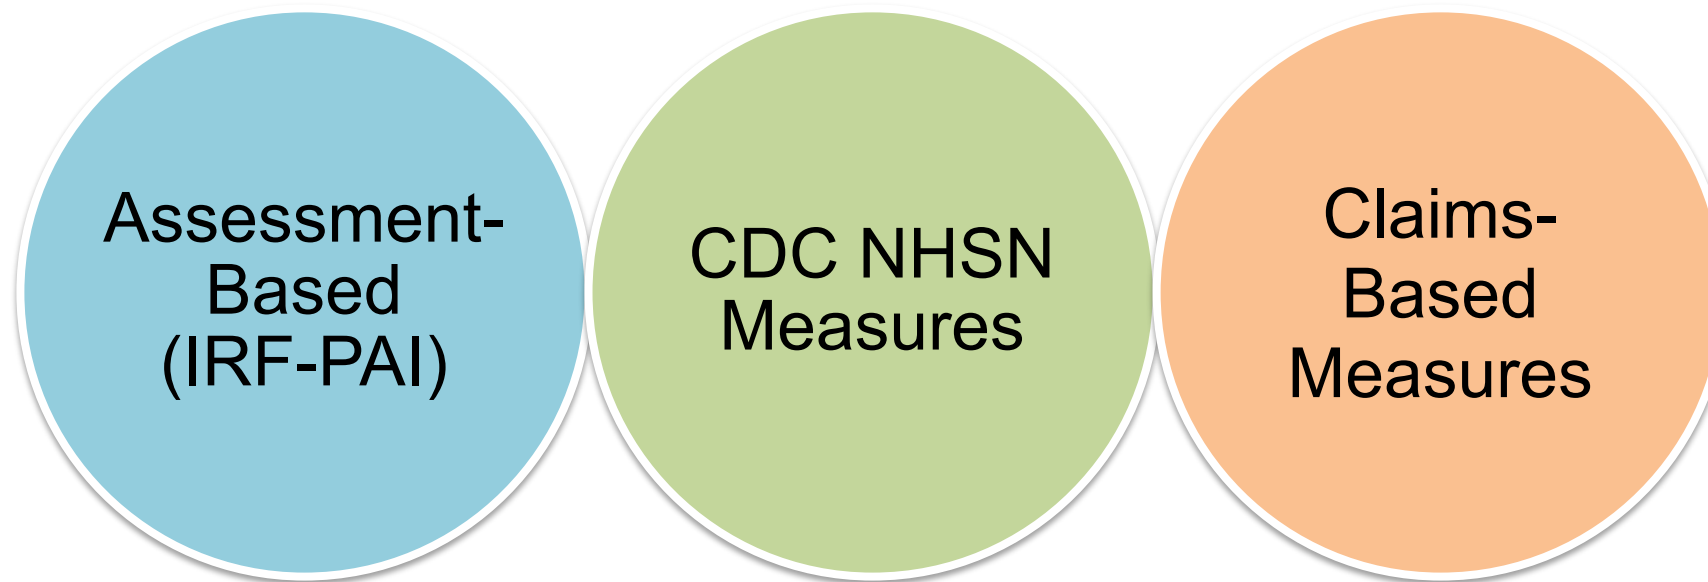 Assessment-
Based
(IRF-PAI)
CDC NHSN
Measures
Claims-
Based
Measures